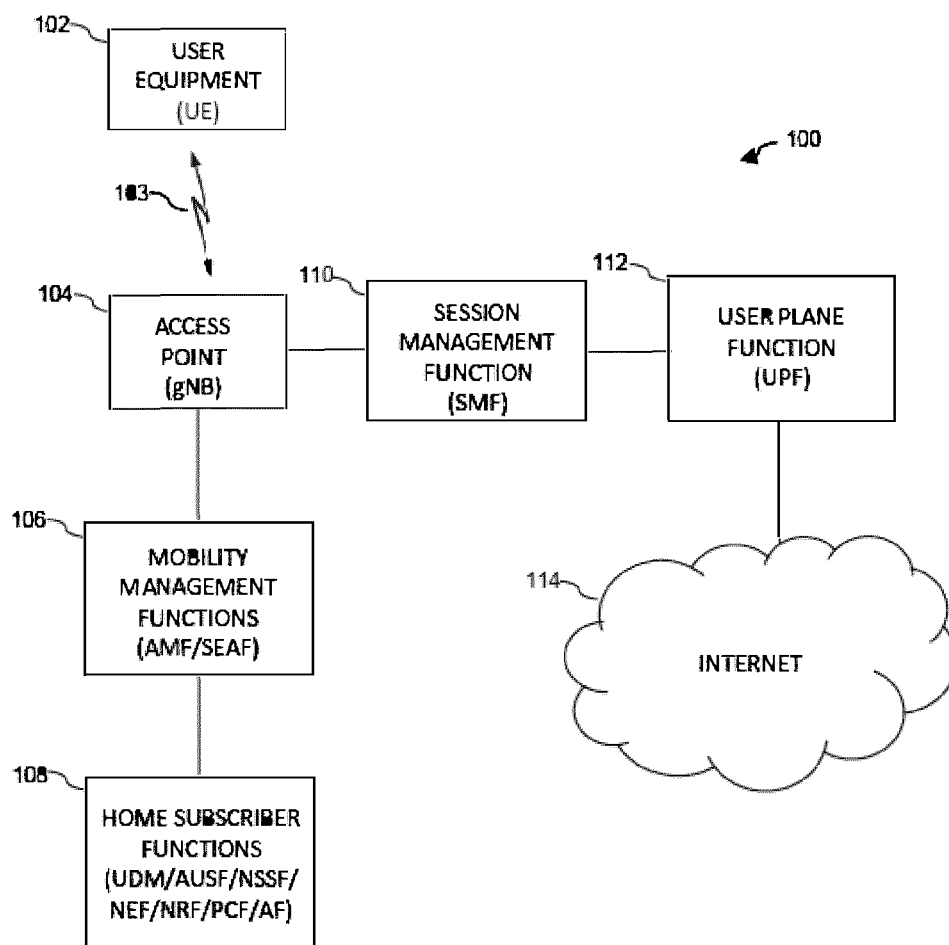 102
USER
EQUIPMENT
(UE)
100
103
104
ACCESS
POINT
(gNB)
110
SESSION
MANAGEMENT
FUNCTION
(SMF)
112
USER PLANE
FUNCTION
(UPF)
106
MOBILITY
MANAGEMENT
FUNCTIONS
(AMF/SEAF)
114
INTERNET
108
HOME SUBSCRIBER
FUNCTIONS
(UDM/AUSF/NSSF/
NEF/NRF/PCF/AF)